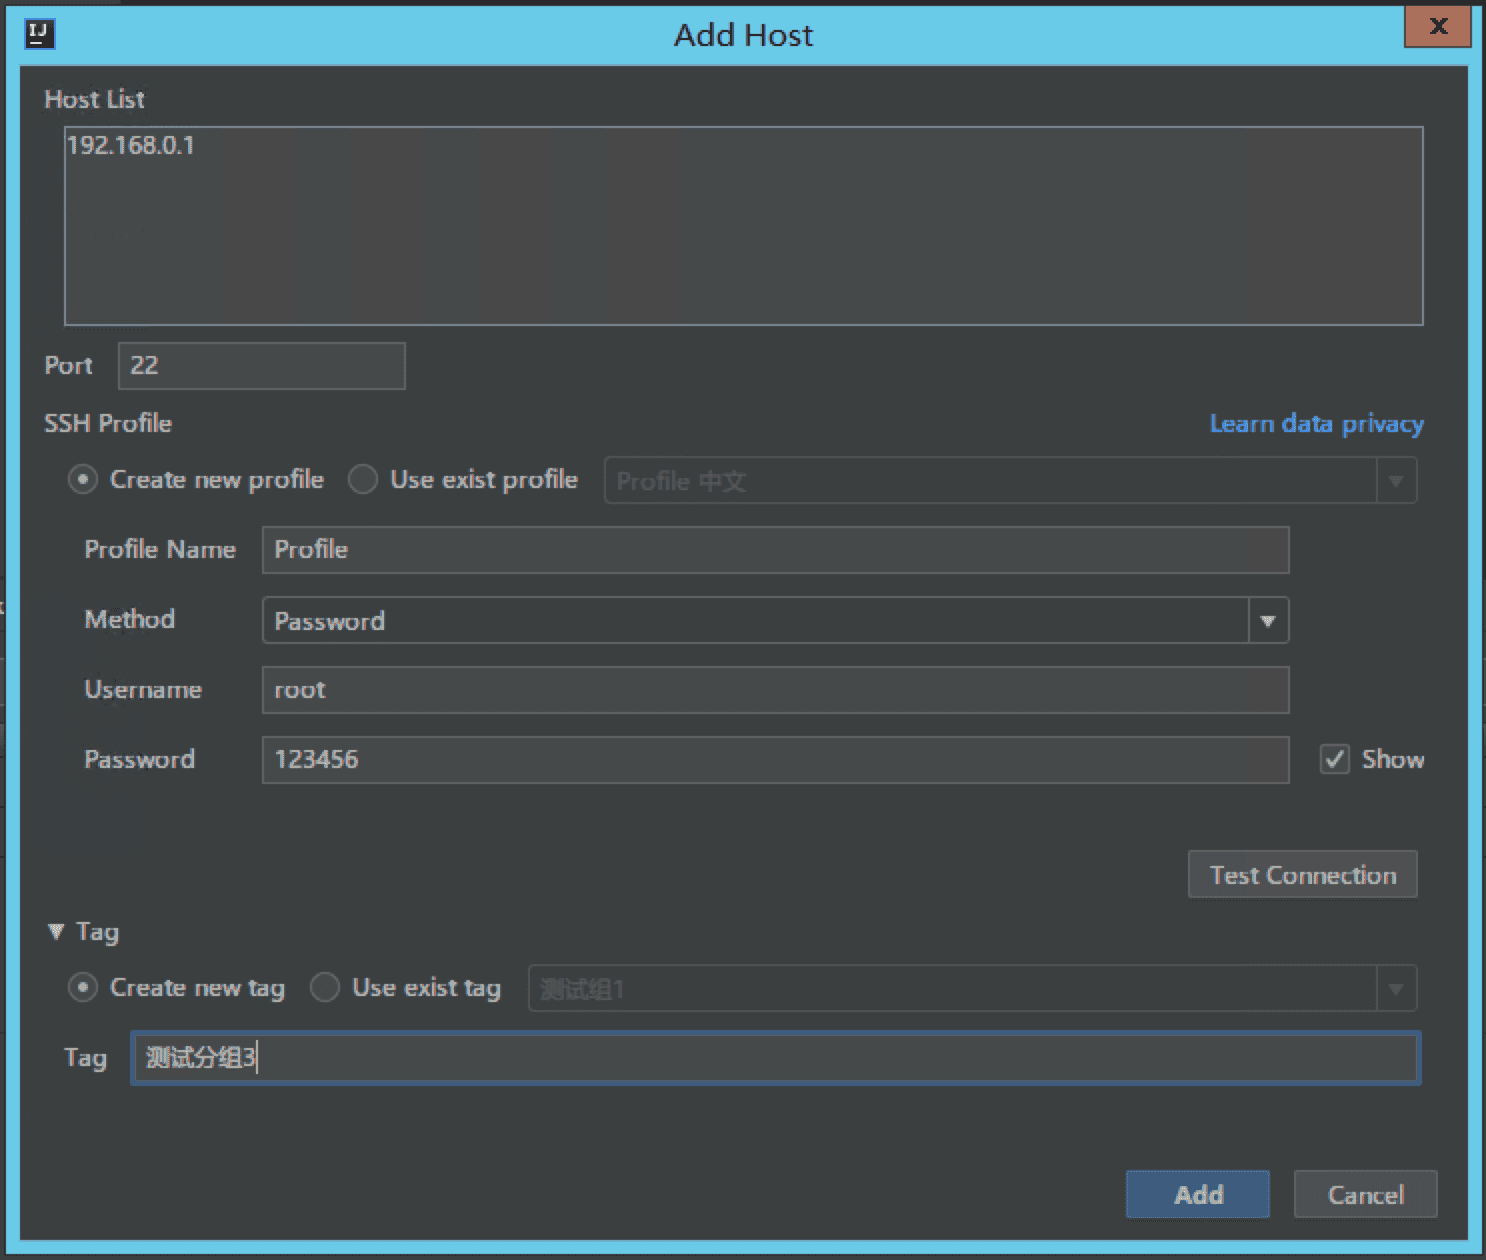 IJ
Add Host
X
Host List
192.168.0.1
Port 22
SSH Profile Learn data privacy
Create new profile Use exist profile Profile 中文
Profile Name Profile
Method Password
Username root
Password 123456 Show
Test Connection
Tag
Create new tag Use exist tag 测试组1
Tag 测试分组3
Add Cancel